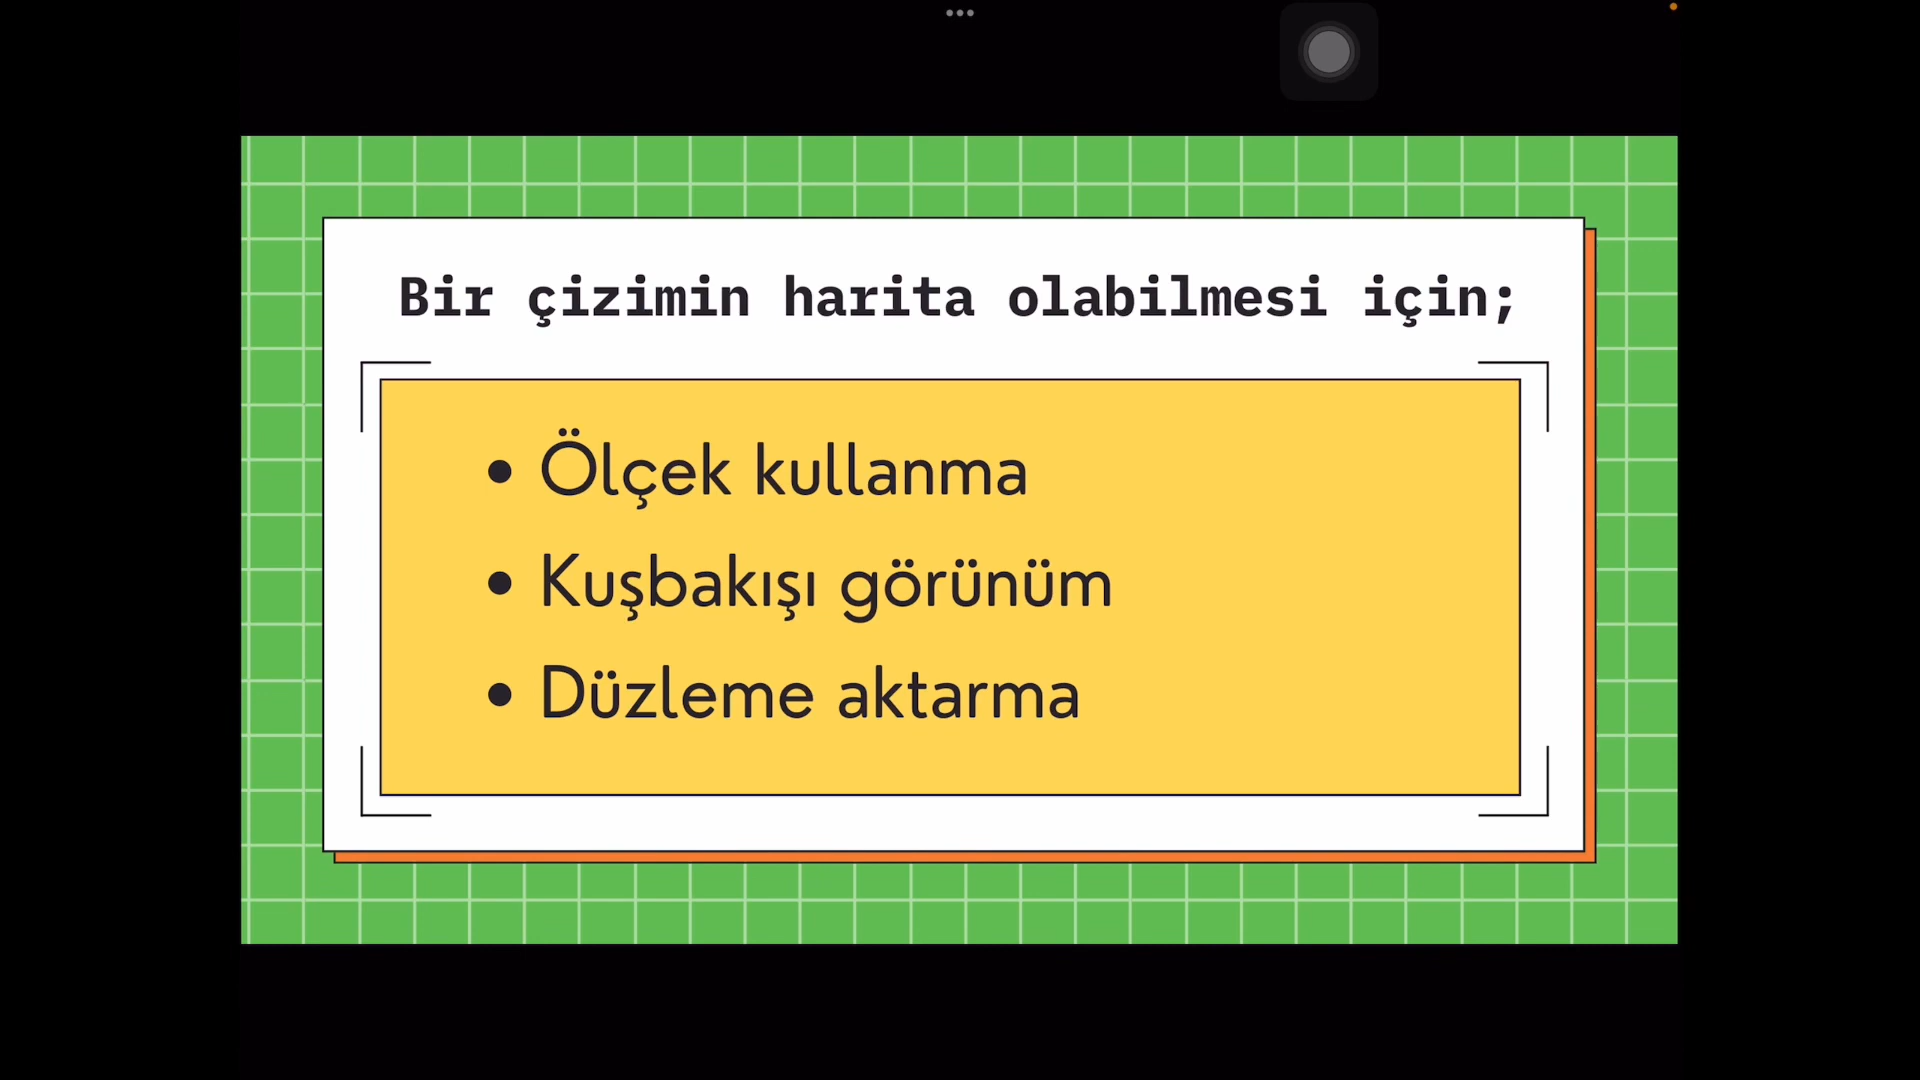 Bir çizimin harita olabilmesi için;
• Ölçek kullanma
• Kuşbakışı görünüm
• Düzleme aktarma